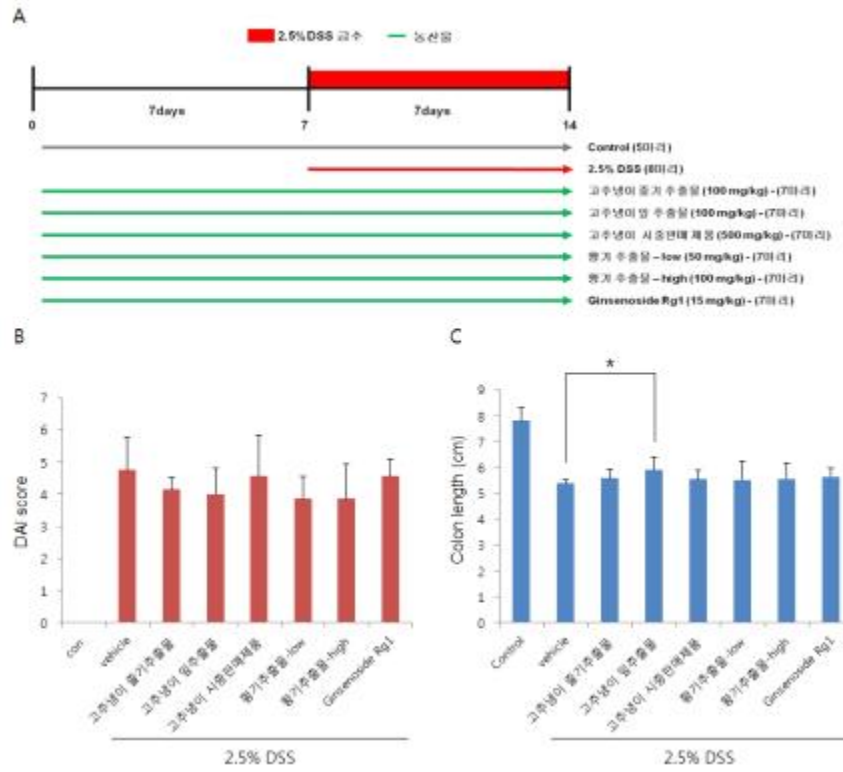 A
2.5% DSS 급수 농산물
7days 7days
0 7 14
Control (5마리)
2.5% DSS (8마리)
고추냉이 줄기 추출물 (100 mg/kg) - (7마리)
고추냉이 잎 추출물 (100 mg/kg) - (7마리)
고추냉이 시중판매 제품 (500 mg/kg) - (7마리)
황기 추출물 – low (50 mg/kg) - (7마리)
황기 추출물 – high (100 mg/kg) - (7마리)
Ginsenoside Rg1 (15 mg/kg) - (7마리)
B
DAI score
7
6
5
4
3
2
1
0
con
vehicle
고추냉이 줄기추출물
고추냉이 잎추출물
고추냉이 시중판매제품
황기추출물-low
황기추출물-high
Ginsenoside Rg1
2.5% DSS
C
*
Colon length (cm)
9
8
7
6
5
4
3
2
1
0
Control
vehicle
고추냉이 줄기추출물
고추냉이 잎추출물
고추냉이 시중판매제품
황기추출물-low
황기추출물-high
Ginsenoside Rg1
2.5% DSS